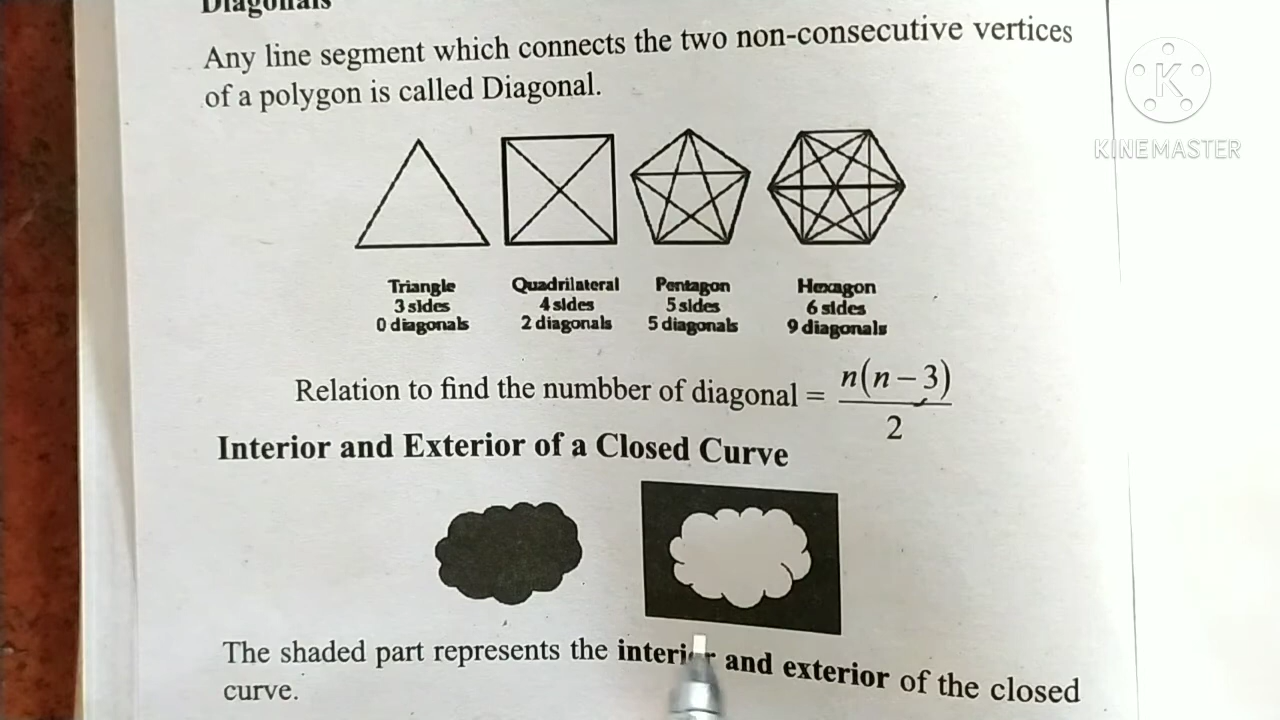 Diagonals
Any line segment which connects the two non-consecutive vertices
of a polygon is called Diagonal.
K
KINEMASTER
Triangle
3 sides
0 diagonals
Quadrilateral
4 sides
2 diagonals
Pentagon
5 sides
5 diagonals
Hexagon
6 sides
9 diagonals
Relation to find the numbber of diagonal = n(n – 3)
2
Interior and Exterior of a Closed Curve
The shaded part represents the interior and exterior of the closed
curve.